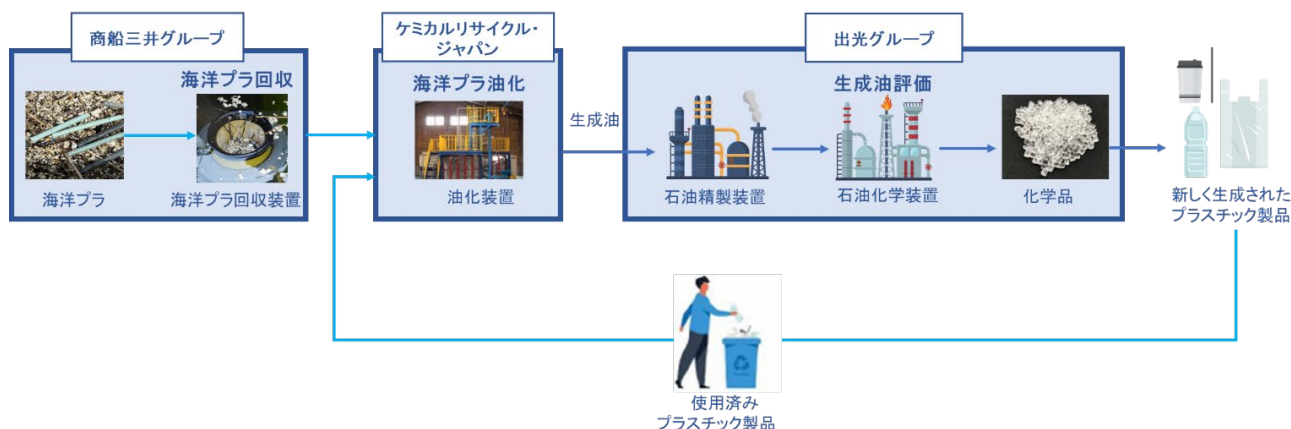 商船三井グループ
海洋プラ回収
海洋プラ
海洋プラ回収装置
ケミカルリサイクル・
ジャパン
海洋プラ油化
油化装置
生成油
出光グループ
生成油評価
石油精製装置
石油化学装置
化学品
新しく生成された
プラスチック製品
使用済み
プラスチック製品